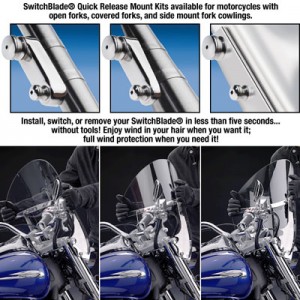 SwitchBlade® Quick Release Mount Kits available for motorcycles with
open forks, covered forks, and side mount fork cowlings.
Install, switch, or remove your SwitchBlade® in less than five seconds...
without tools! Enjoy wind in your hair when you want it;
full wind protection when you need it!